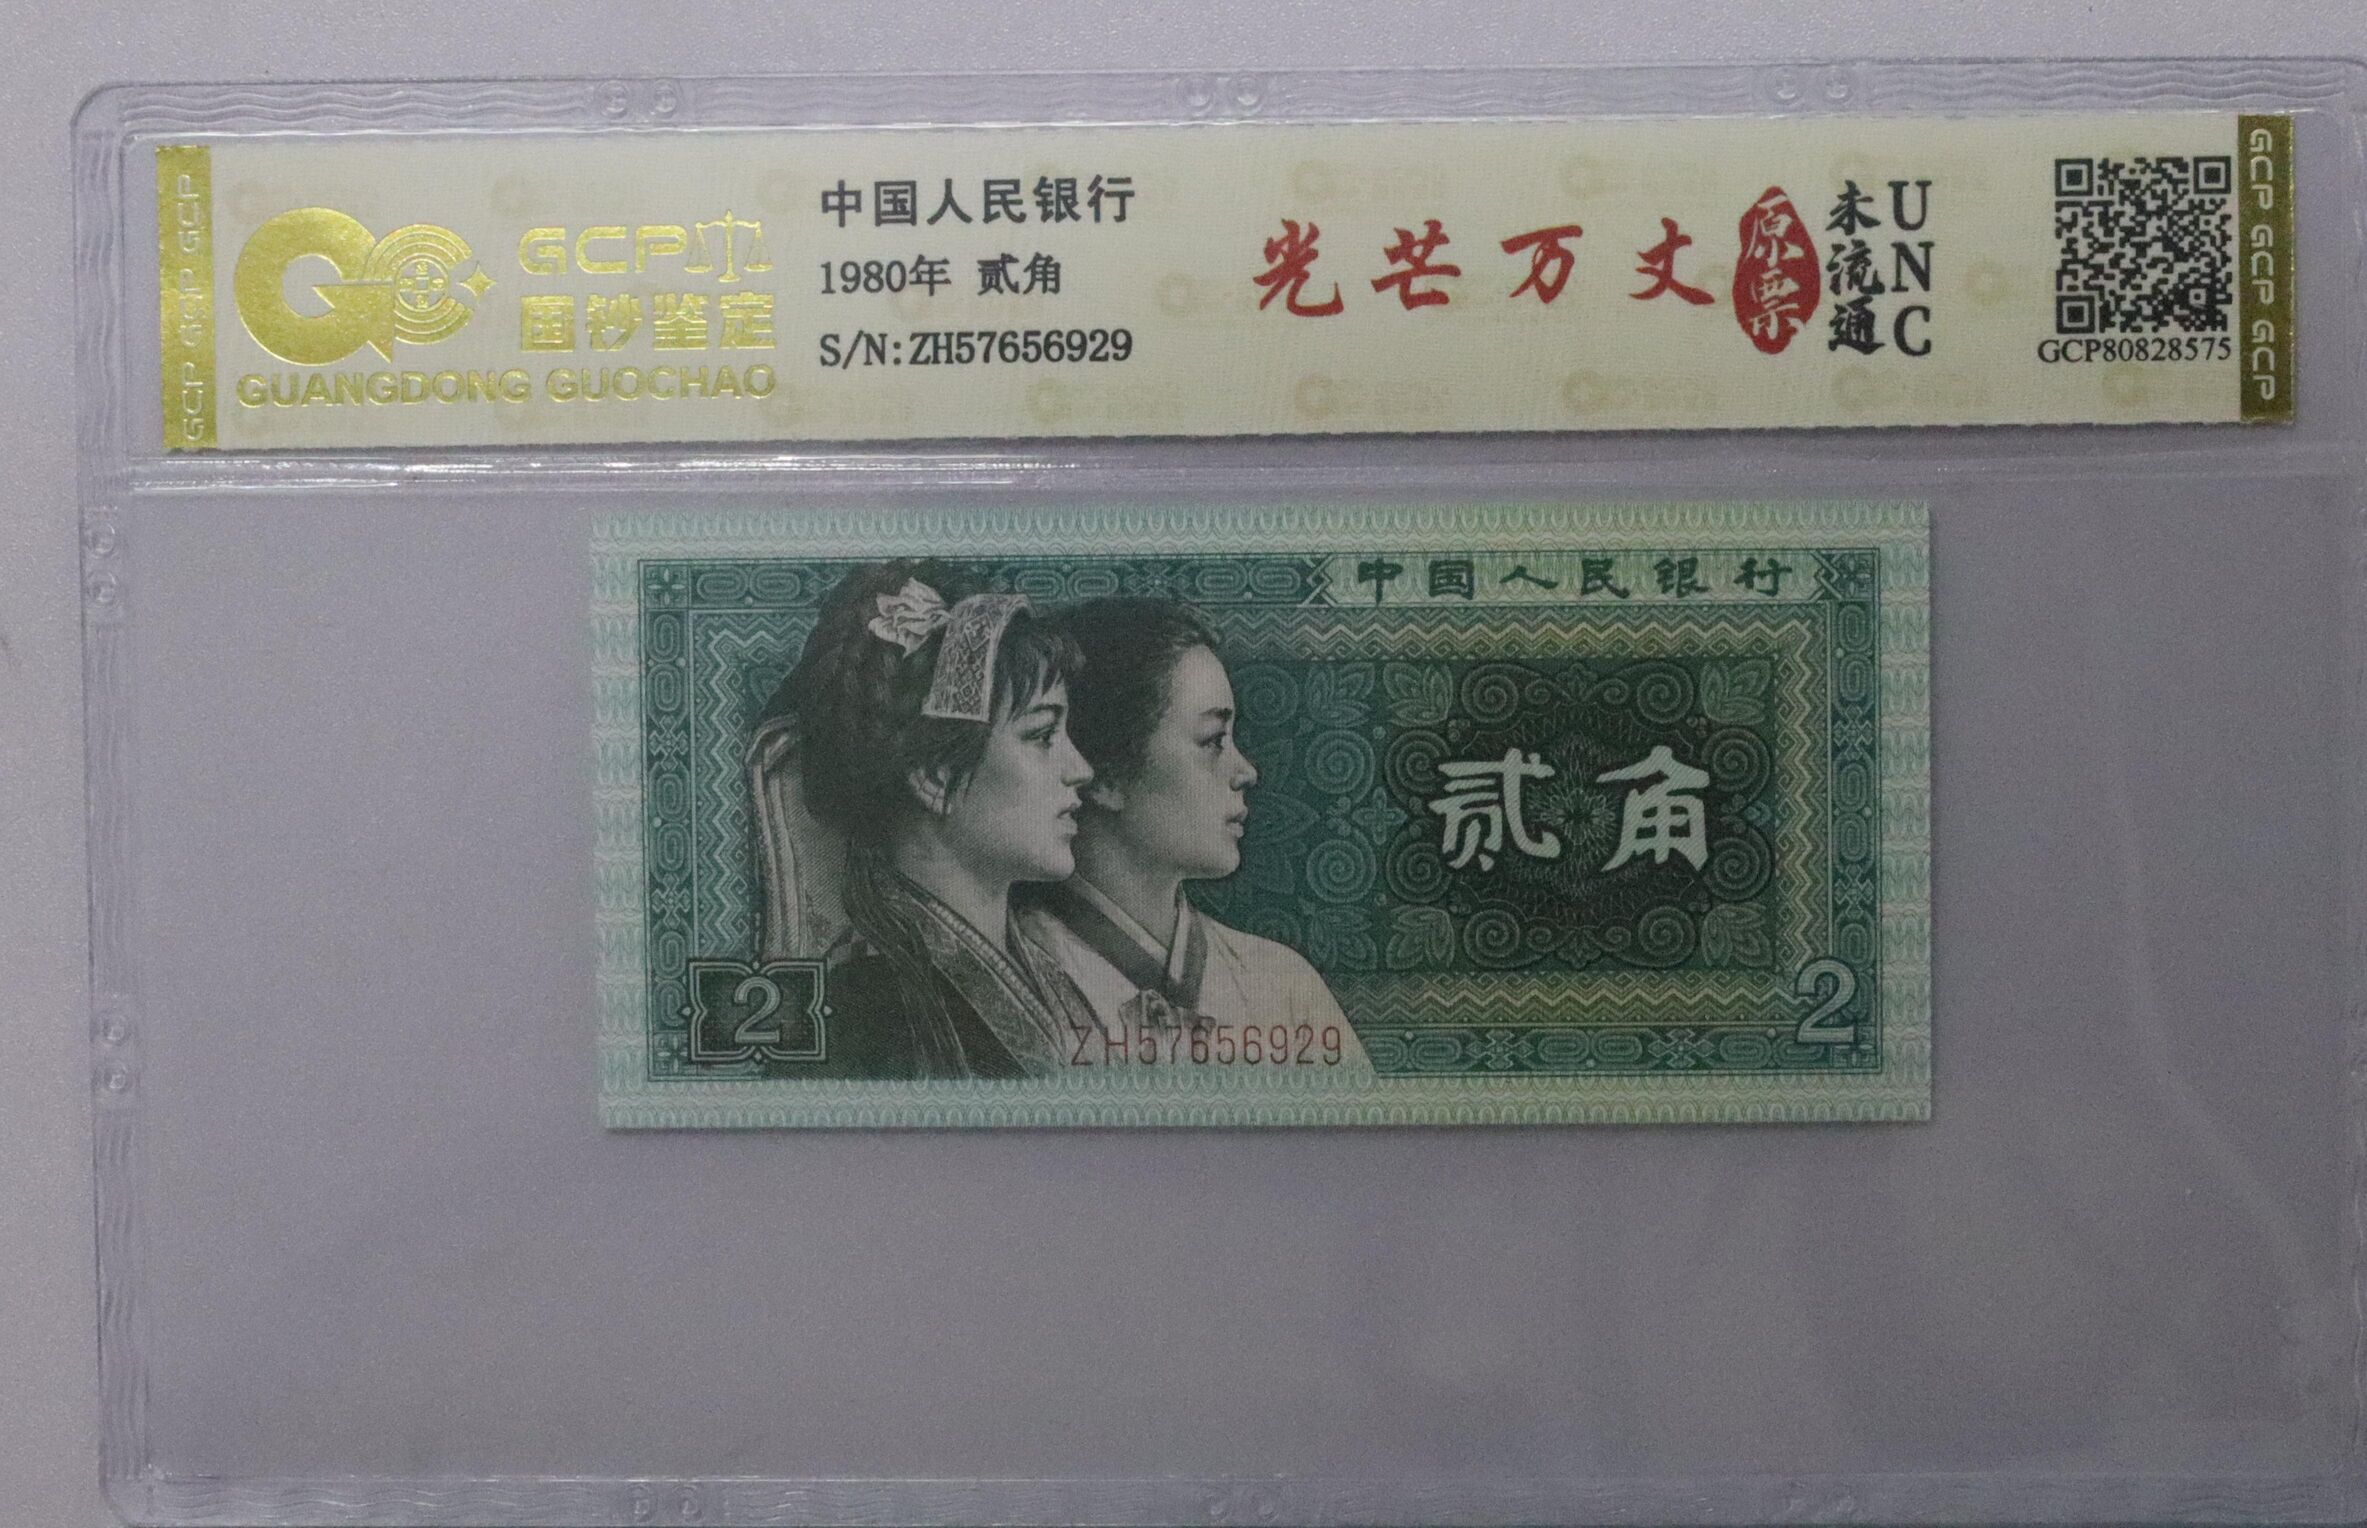 GCP GCP GCP
GCP
国钞鉴定
GUANGDONG GUOCHAO
中国人民银行
1980年 贰角
S/N:ZH57656929
光芒万丈
原票
未流通
UNC
GCP80828575
GCP GCP GCP
中国人民银行
贰角
2
2
ZH57656929